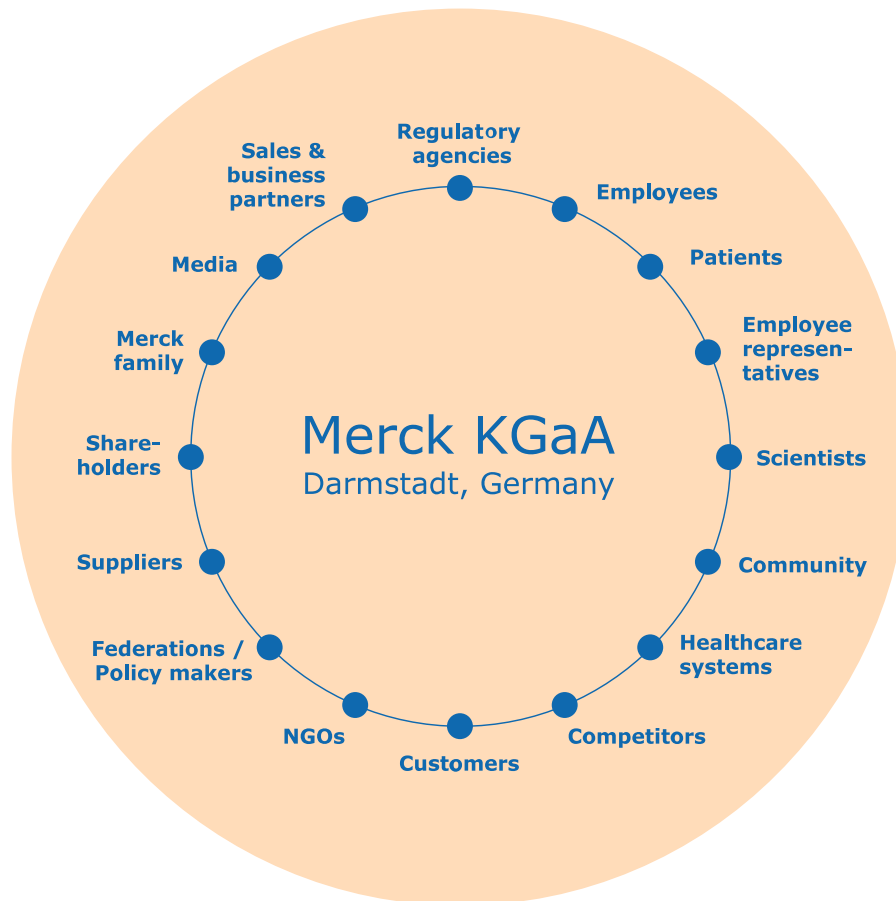 Regulatory
agencies
Employees
Patients
Employee
represen-
tatives
Scientists
Community
Healthcare
systems
Competitors
Customers
NGOs
Federations /
Policy makers
Suppliers
Share-
holders
Merck
family
Media
Sales &
business
partners
Merck KGaA
Darmstadt, Germany